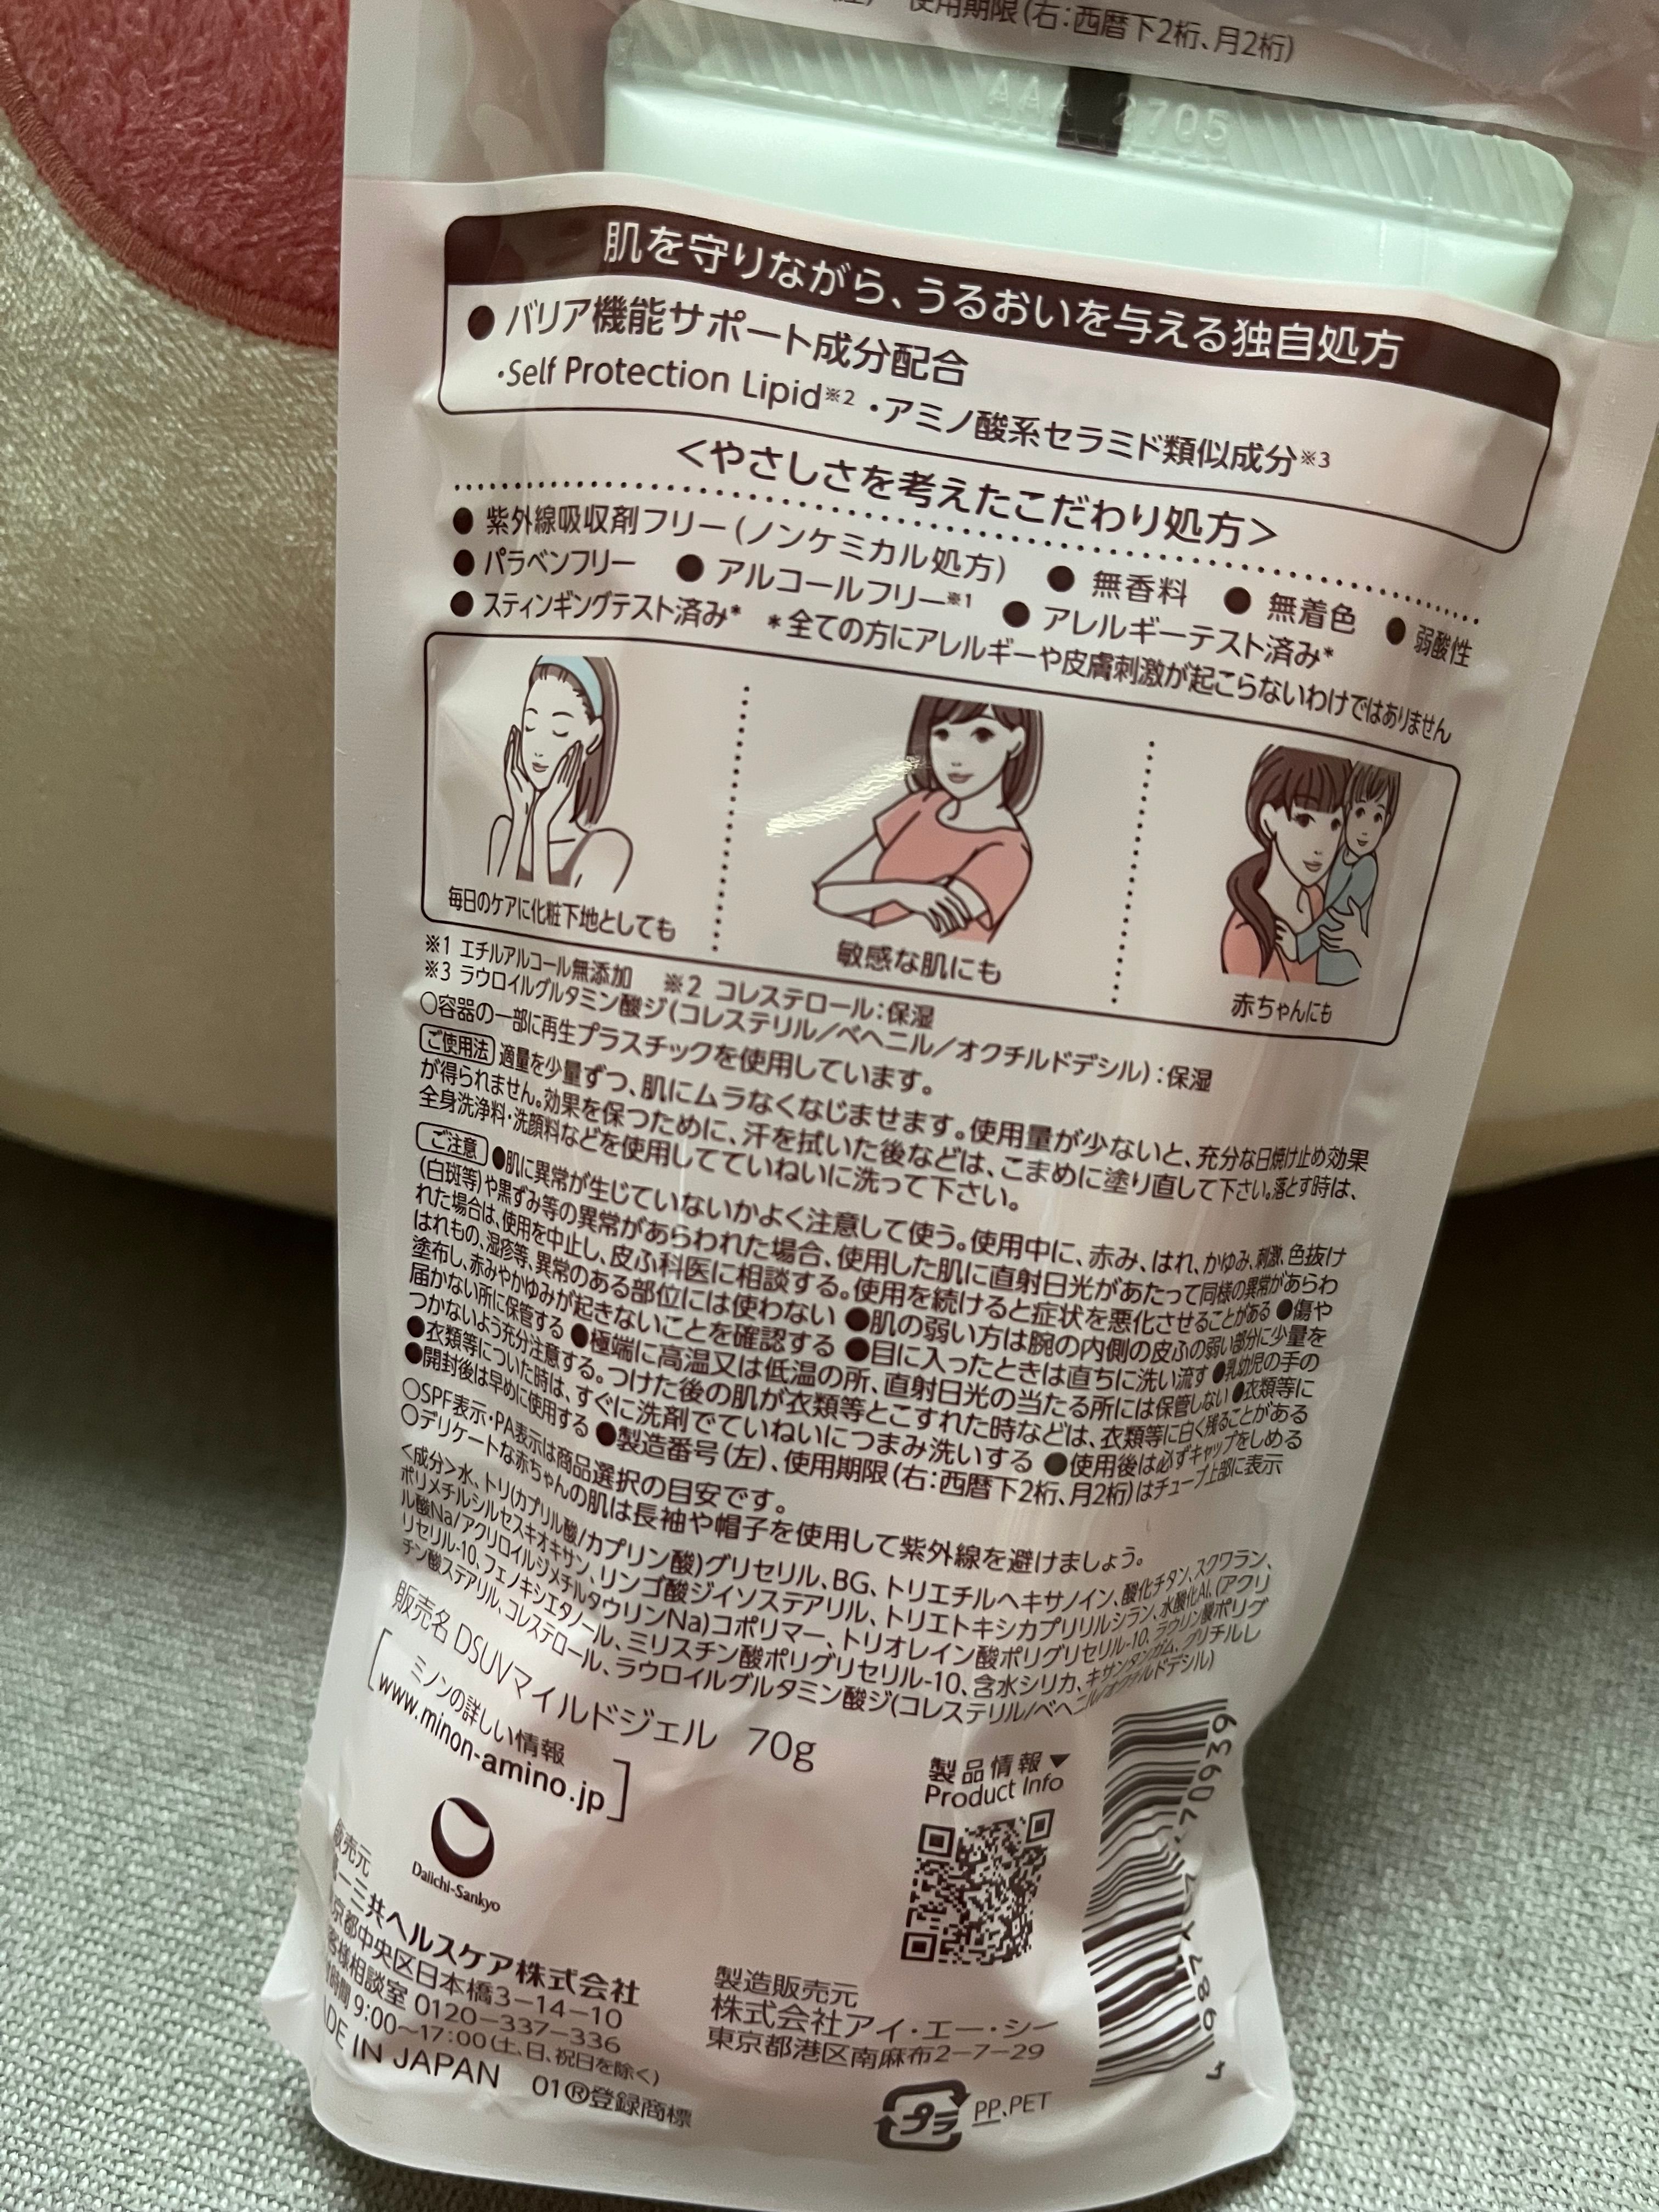 使用期限(右:西暦下2桁、月2桁)
AAA 2705
肌を守りながら、うるおいを与える独自処方
● バリア機能サポート成分配合
・Self Protection Lipid※2 ・アミノ酸系セラミド類似成分※3
<やさしさを考えたこだわり処方>
● 紫外線吸収剤フリー(ノンケミカル処方) ● 無香料 ● 無着色 ● 弱酸性
● パラベンフリー ● アルコールフリー※1 ● アレルギーテスト済み*
● スティンギングテスト済み* *全ての方にアレルギーや皮膚刺激が起こらないわけではありません
毎日のケアに化粧下地としても
敏感な肌にも
赤ちゃんにも
※1 エチルアルコール無添加 ※2 コレステロール:保湿
※3 ラウロイルグルタミン酸ジ(コレステリル/ベヘニル/オクチルドデシル):保湿
○容器の一部に再生プラスチックを使用しています。
ご使用法 適量を少量ずつ、肌にムラなくなじませます。使用量が少ないと、充分な日焼け止め効果
が得られません。効果を保つために、汗を拭いた後などは、こまめに塗り直して下さい。落とす時は、
全身洗浄料・洗顔料などを使用してていねいに洗って下さい。
ご注意 ●肌に異常が生じていないかよく注意して使う。使用中に、赤み、はれ、かゆみ、刺激、色抜け
(白斑等)や黒ずみ等の異常があらわれた場合、使用した肌に直射日光があたって同様の異常があらわ
れた場合は、使用を中止し、皮ふ科医に相談する。使用を続けると症状を悪化させることがある ●傷や
はれもの、湿疹等、異常のある部位には使わない ●肌の弱い方は腕の内側の皮ふの弱い部分に少量を
塗布し、赤みやかゆみが起きないことを確認する ●目に入ったときは直ちに洗い流す ●乳幼児の手の
届かない所に保管する ●極端に高温又は低温の所、直射日光の当たる所には保管しない ●衣類等に
つかないよう充分注意する。つけた後の肌が衣類等とこすれた時などは、衣類等に白く残ることがある
●衣類等についた時は、すぐに洗剤でていねいにつまみ洗いする ●使用後は必ずキャップをしめる
●開封後は早めに使用する ●製造番号(左)、使用期限(右:西暦下2桁、月2桁)はチューブ上部に表示
○SPF表示・PA表示は商品選択の目安です。
○デリケートな赤ちゃんの肌は長袖や帽子を使用して紫外線を避けましょう。
<成分>水、トリ(カプリル酸/カプリン酸)グリセリル、BG、トリエチルヘキサノイン、酸化チタン、スクワラン、
ポリメチルシルセスキオキサン、リンゴ酸ジイソステアリル、トリエトキシカプリリルシラン、水酸化Al、(アクリ
ル酸Na/アクリロイルジメチルタウリンNa)コポリマー、トリオレイン酸ポリグリセリル-10、ラウリン酸ポリグ
リセリル-10、フェノキシエタノール、ミリスチン酸ポリグリセリル-10、含水シリカ、キサンタンガム、グリチルレ
チン酸ステアリル、コレステロール、ラウロイルグルタミン酸ジ(コレステリル/ベヘニル/オクチルドデシル)
販売名 DSUVマイルドジェル 70g
ミノンの詳しい情報
www.minon-amino.jp
Daiichi-Sankyo
製品情報▼
Product Info
販売元
一三共ヘルスケア株式会社
京都中央区日本橋3-14-10
客様相談室 0120-337-336
時間 9:00~17:00(土、日、祝日を除く)
DE IN JAPAN 01®登録商標
製造販売元
株式会社アイ・エー・シー
東京都港区南麻布2-7-29
プラ PP、PET